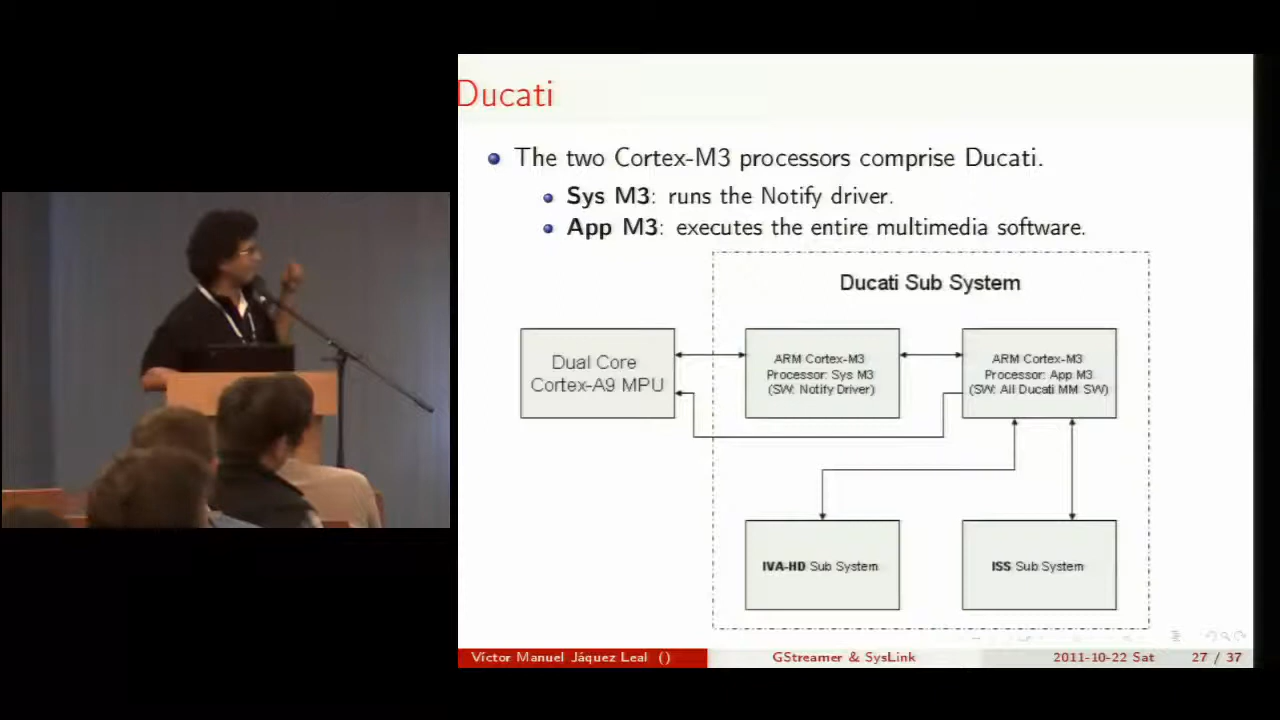 Ducati
The two Cortex-M3 processors comprise Ducati.
Sys M3: runs the Notify driver.
App M3: executes the entire multimedia software.
Ducati Sub System
Dual Core
Cortex-A9 MPU
ARM Cortex-M3
Processor: Sys M3
(SW: Notify Driver)
ARM Cortex-M3
Processor: App M3
(SW: All Ducati MM SW)
IVA-HD Sub System
ISS Sub System
Víctor Manuel Jáquez Leal ()
GStreamer & SysLink
2011-10-22 Sat
27 / 37